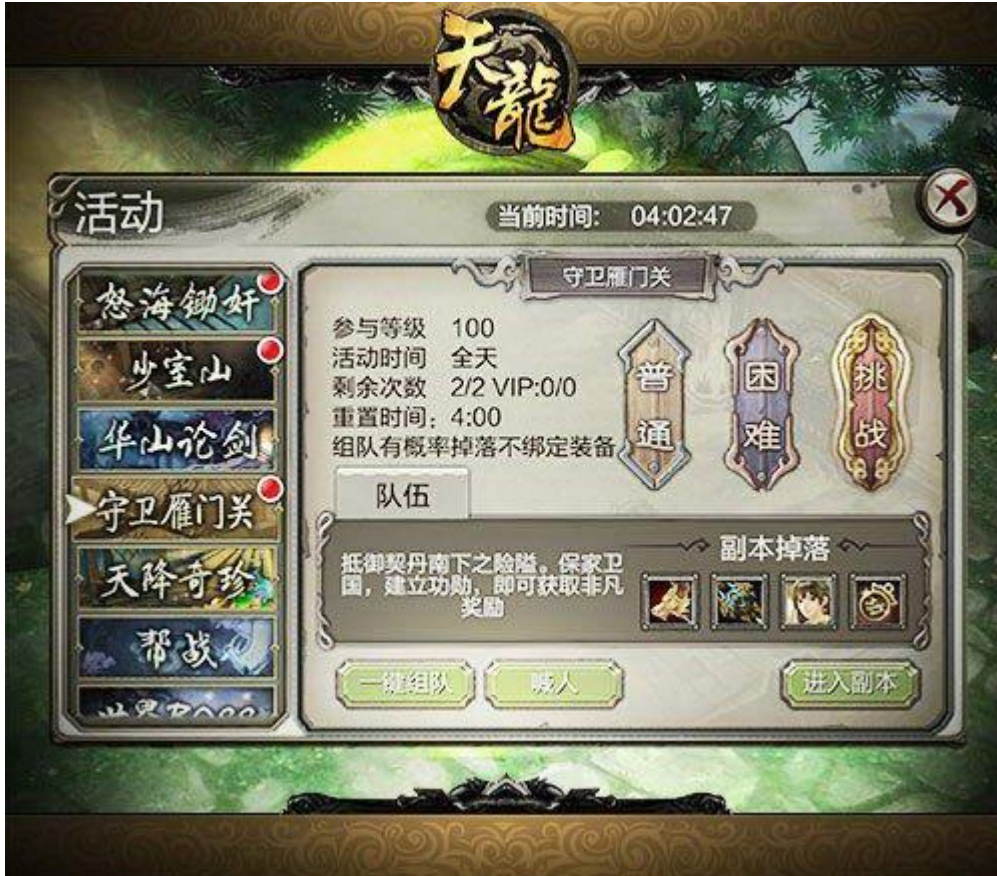 天龍
活动
当前时间： 04:02:47
怒海锄奸
少室山
华山论剑
守卫雁门关
天降奇珍
帮战
世界Boss
守卫雁门关
参与等级 100
活动时间 全天
剩余次数 2/2 VIP:0/0
重置时间：4:00
组队有概率掉落不绑定装备
普通
困难
挑战
队伍
抵御契丹南下之险隘。保家卫
国，建立功勋，即可获取非凡
奖励
副本掉落
一键组队
喊人
进入副本